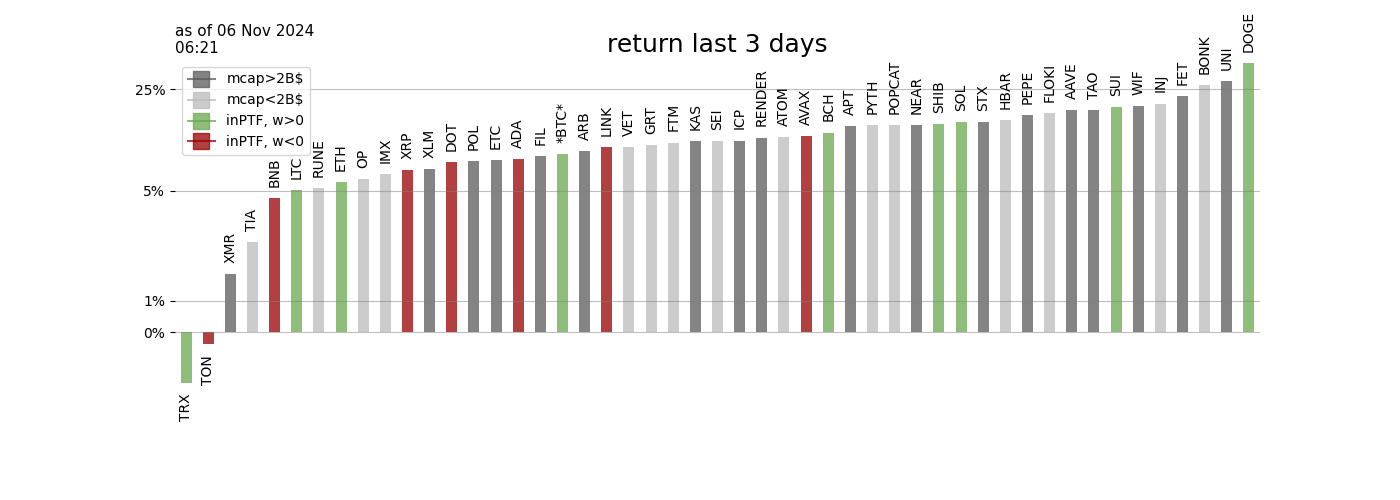 as of 06 Nov 2024
06:21
return last 3 days
mcap>2B$
mcap<2B$
inPTF, w>0
inPTF, w<0
25%
5%
1%
0%
TRX
TON
XMR
TIA
BNB
LTC
RUNE
ETH
OP
IMX
XRP
XLM
DOT
POL
ETC
ADA
FIL
*BTC*
ARB
LINK
VET
GRT
FTM
KAS
SEI
ICP
RENDER
ATOM
AVAX
BCH
APT
PYTH
POPCAT
NEAR
SHIB
SOL
STX
HBAR
PEPE
FLOKI
AAVE
TAO
SUI
WIF
INJ
FET
BONK
UNI
DOGE